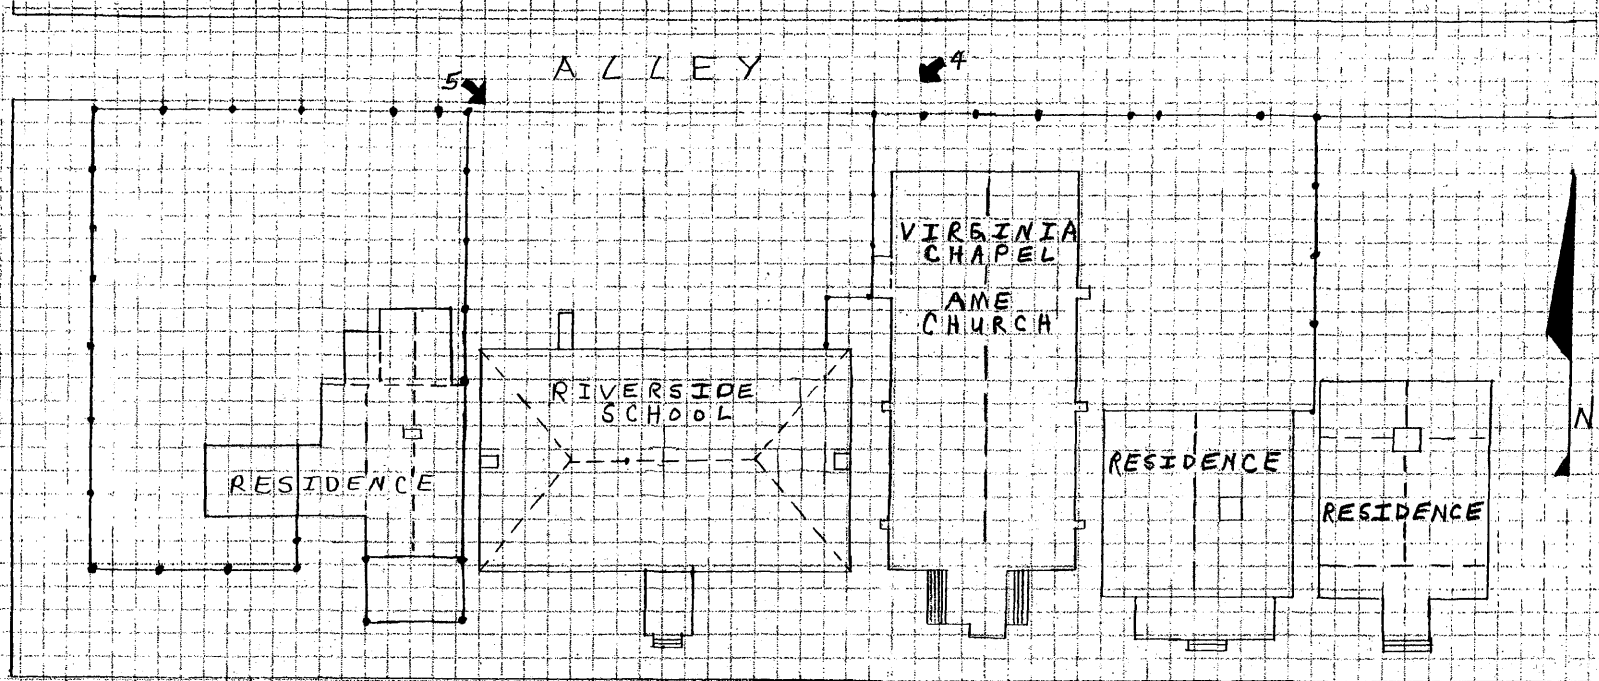 ALLEY
5
4
VIRGINIA
CHAPEL
AME
CHURCH
RIVERSIDE
SCHOOL
RESIDENCE
RESIDENCE
RESIDENCE
N